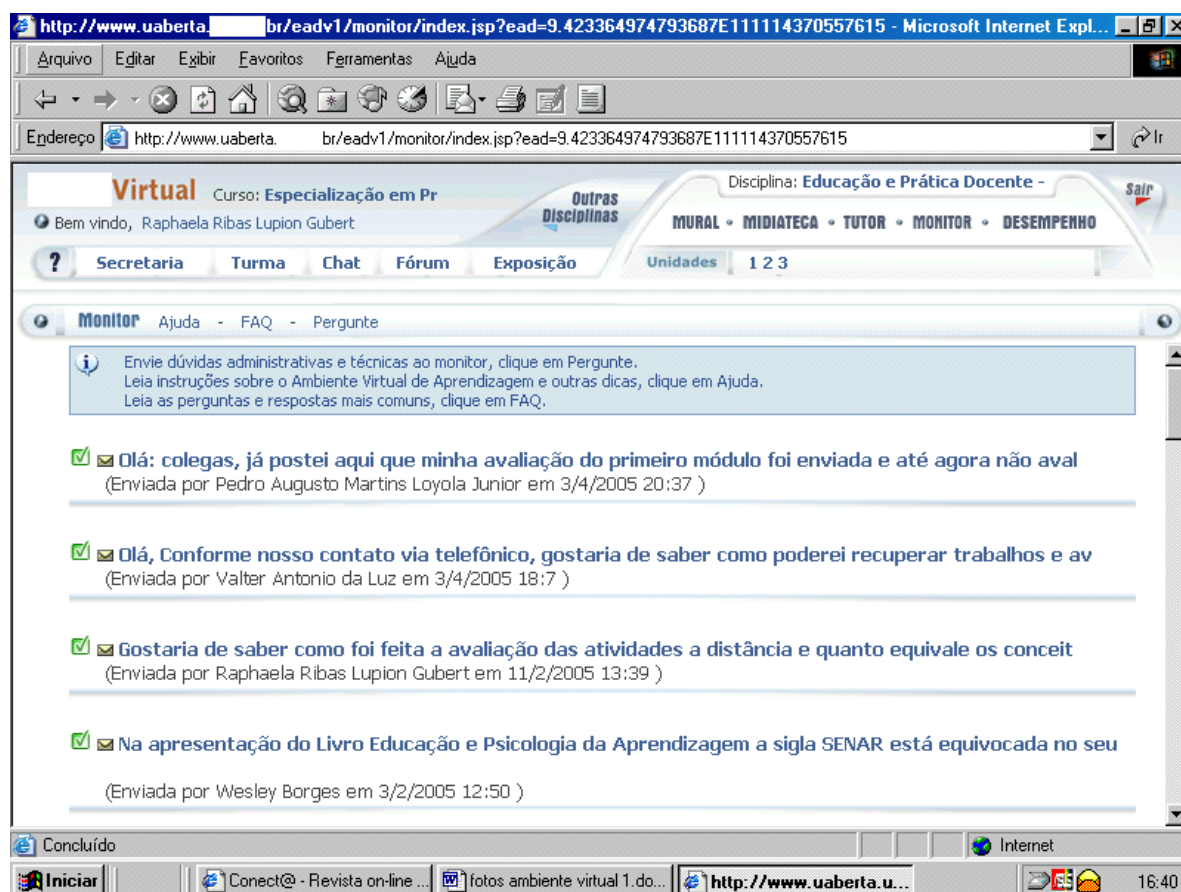 http://www.uaberta. br/eadv1/monitor/index.jsp?ead=9.423364974793687E111114370557615 - Microsoft Internet Expl...
Arquivo Editar Exibir Favoritos Ferramentas Ajuda
Endereço http://www.uaberta. br/eadv1/monitor/index.jsp?ead=9.423364974793687E111114370557615 Ir
Virtual Curso: Especialização em Pr
Outras Disciplinas
Disciplina: Educação e Prática Docente -
Sair
Bem vindo, Raphaela Ribas Lupion Gubert
MURAL • MIDIATECA • TUTOR • MONITOR • DESEMPENHO
? Secretaria Turma Chat Fórum Exposição Unidades 1 2 3
Monitor Ajuda - FAQ - Pergunte
Envie dúvidas administrativas e técnicas ao monitor, clique em Pergunte.
Leia instruções sobre o Ambiente Virtual de Aprendizagem e outras dicas, clique em Ajuda.
Leia as perguntas e respostas mais comuns, clique em FAQ.
Olá: colegas, já postei aqui que minha avaliação do primeiro módulo foi enviada e até agora não aval
(Enviada por Pedro Augusto Martins Loyola Junior em 3/4/2005 20:37 )
Olá, Conforme nosso contato via telefônico, gostaria de saber como poderei recuperar trabalhos e av
(Enviada por Valter Antonio da Luz em 3/4/2005 18:7 )
Gostaria de saber como foi feita a avaliação das atividades a distância e quanto equivale os conceit
(Enviada por Raphaela Ribas Lupion Gubert em 11/2/2005 13:39 )
Na apresentação do Livro Educação e Psicologia da Aprendizagem a sigla SENAR está equivocada no seu
(Enviada por Wesley Borges em 3/2/2005 12:50 )
Concluído Internet
Iniciar Conect@ - Revista on-line ... fotos ambiente virtual 1.do... http://www.uaberta.u... 16:40